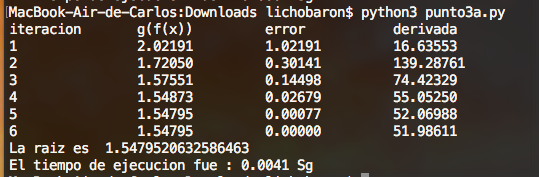 MacBook-Air-de-Carlos:Downloads lichobaron$ python3 punto3a.py
iteracion g(f(x)) error derivada
1 2.02191 1.02191 16.63553
2 1.72050 0.30141 139.28761
3 1.57551 0.14498 74.42329
4 1.54873 0.02679 55.05250
5 1.54795 0.00077 52.06988
6 1.54795 0.00000 51.98611
La raiz es 1.5479520632586463
El tiempo de ejecucion fue : 0.0041 Sg